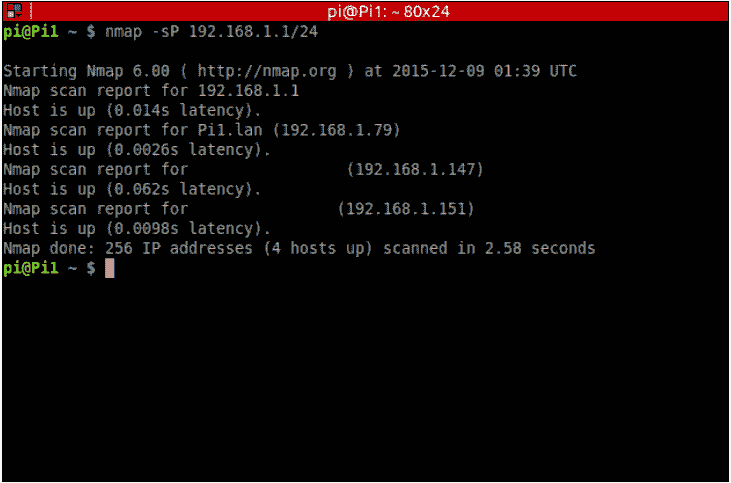 pi@Pi1: ~ 80x24
pi@Pi1 ~ $ nmap -sP 192.168.1.1/24
Starting Nmap 6.00 ( http://nmap.org ) at 2015-12-09 01:39 UTC
Nmap scan report for 192.168.1.1
Host is up (0.014s latency).
Nmap scan report for Pi1.lan (192.168.1.79)
Host is up (0.0026s latency).
Nmap scan report for (192.168.1.147)
Host is up (0.062s latency).
Nmap scan report for (192.168.1.151)
Host is up (0.0098s latency).
Nmap done: 256 IP addresses (4 hosts up) scanned in 2.58 seconds
pi@Pi1 ~ $